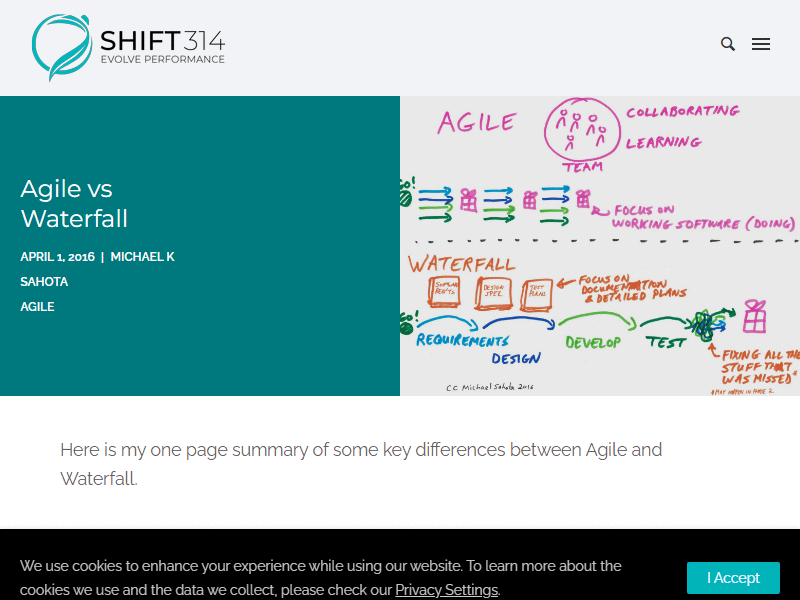 SHIFT314
EVOLVE PERFORMANCE
Agile vs
Waterfall
APRIL 1, 2016 | MICHAEL K
SAHOTA
AGILE
AGILE
COLLABORATING
LEARNING
TEAM
GO!
FOCUS ON
WORKING SOFTWARE (DOING)
WATERFALL
DESIGN
SPEC
TEST
PLANS
FOCUS ON
DOCUMENTATION
& DETAILED PLANS
GO!
REQUIREMENTS
DESIGN
DEVELOP
TEST
FIXING ALL THE
STUFF THAT
WAS MISSED*
*MAY HAPPEN IN PHASE 2
CC Michael Sahota 2016
Here is my one page summary of some key differences between Agile and
Waterfall.
We use cookies to enhance your experience while using our website. To learn more about the
cookies we use and the data we collect, please check our Privacy Settings.
I Accept